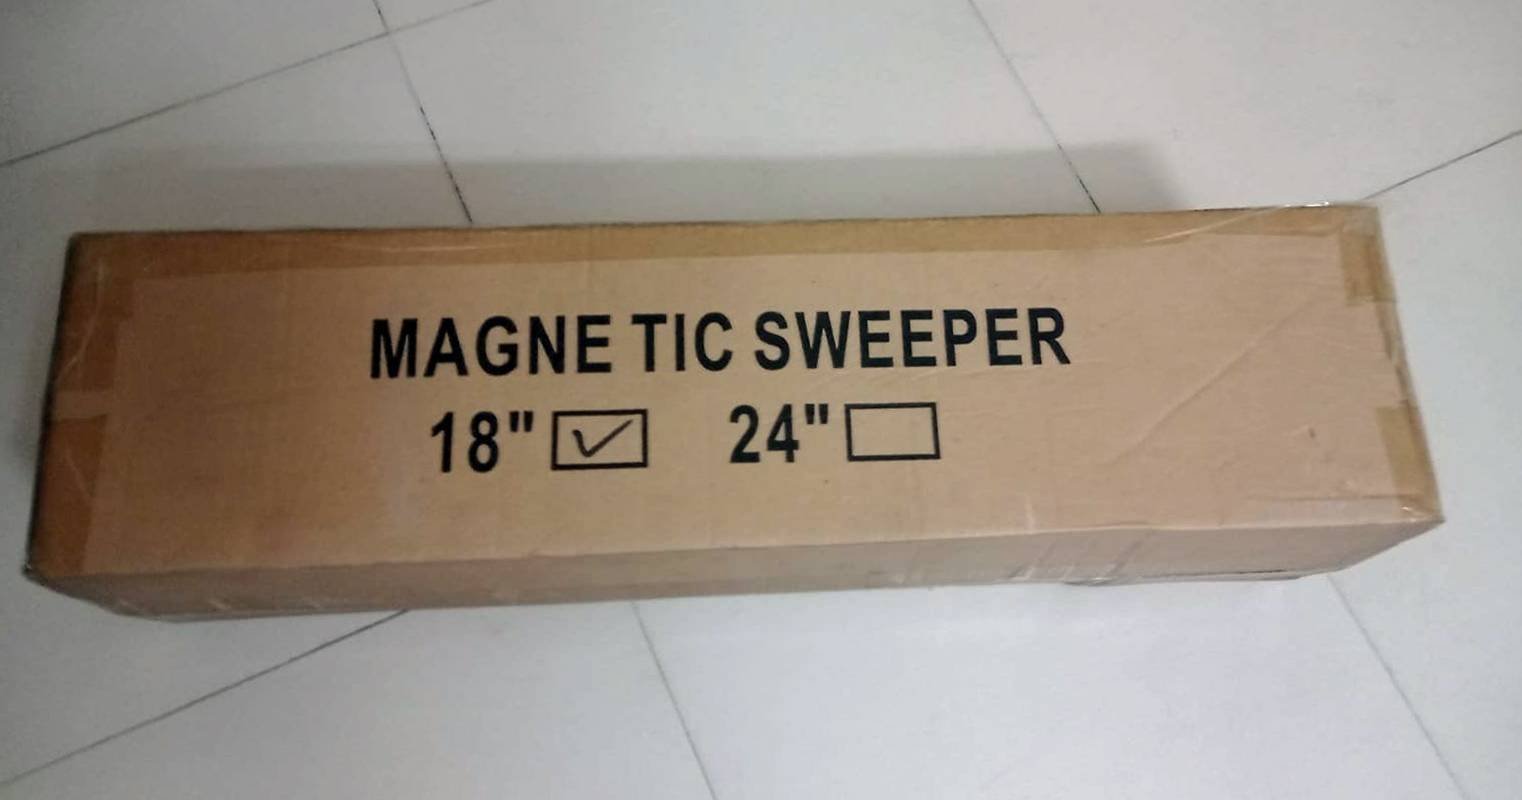 MAGNE TIC SWEEPER
18" ☑ 24" ☐